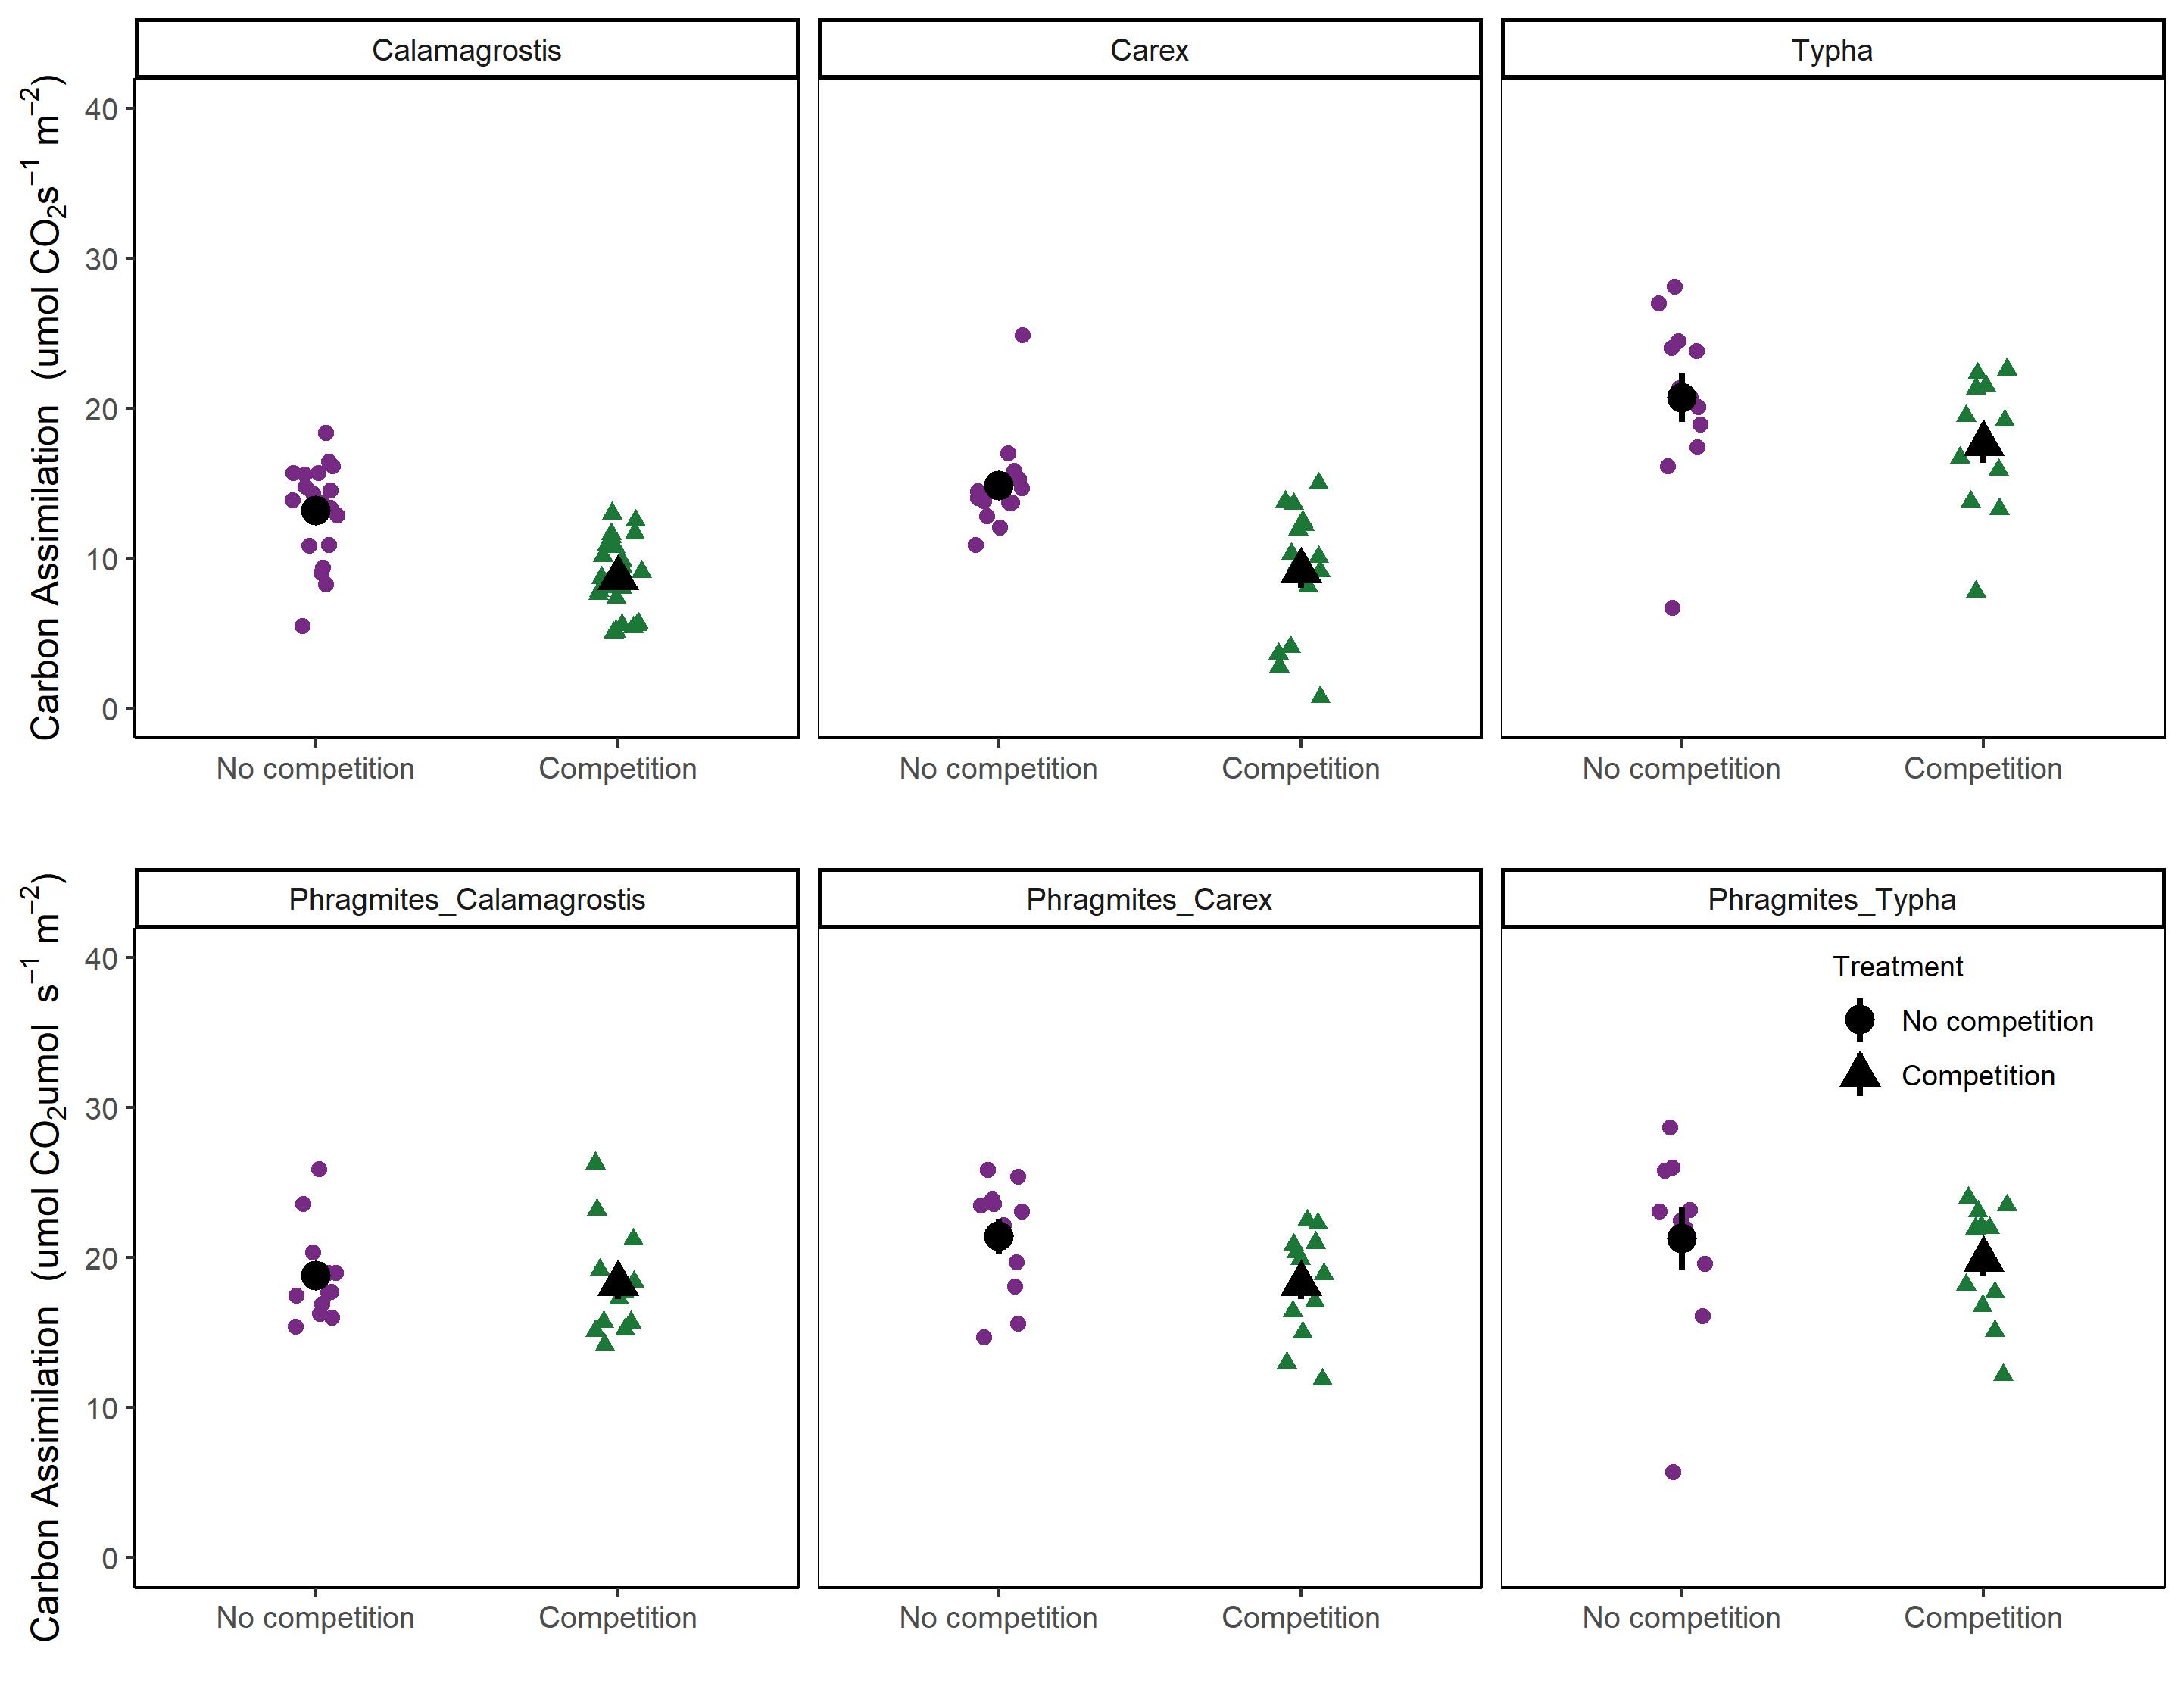 Calamagrostis Carex Typha
Carbon Assimilation (umol CO₂s⁻¹ m⁻²)
40
30
20
10
0
No competition Competition No competition Competition No competition Competition
Phragmites_Calamagrostis Phragmites_Carex Phragmites_Typha
Carbon Assimilation (umol CO₂umol s⁻¹ m⁻²)
40
30
20
10
0
Treatment
No competition
Competition
No competition Competition No competition Competition No competition Competition